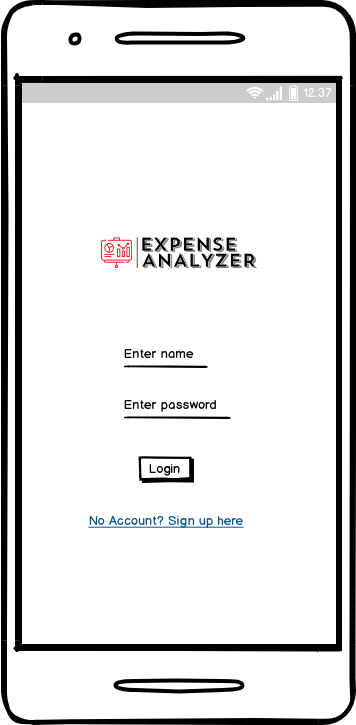 12:37
EXPENSE
ANALYZER
Enter name
Enter password
Login
No Account? Sign up here